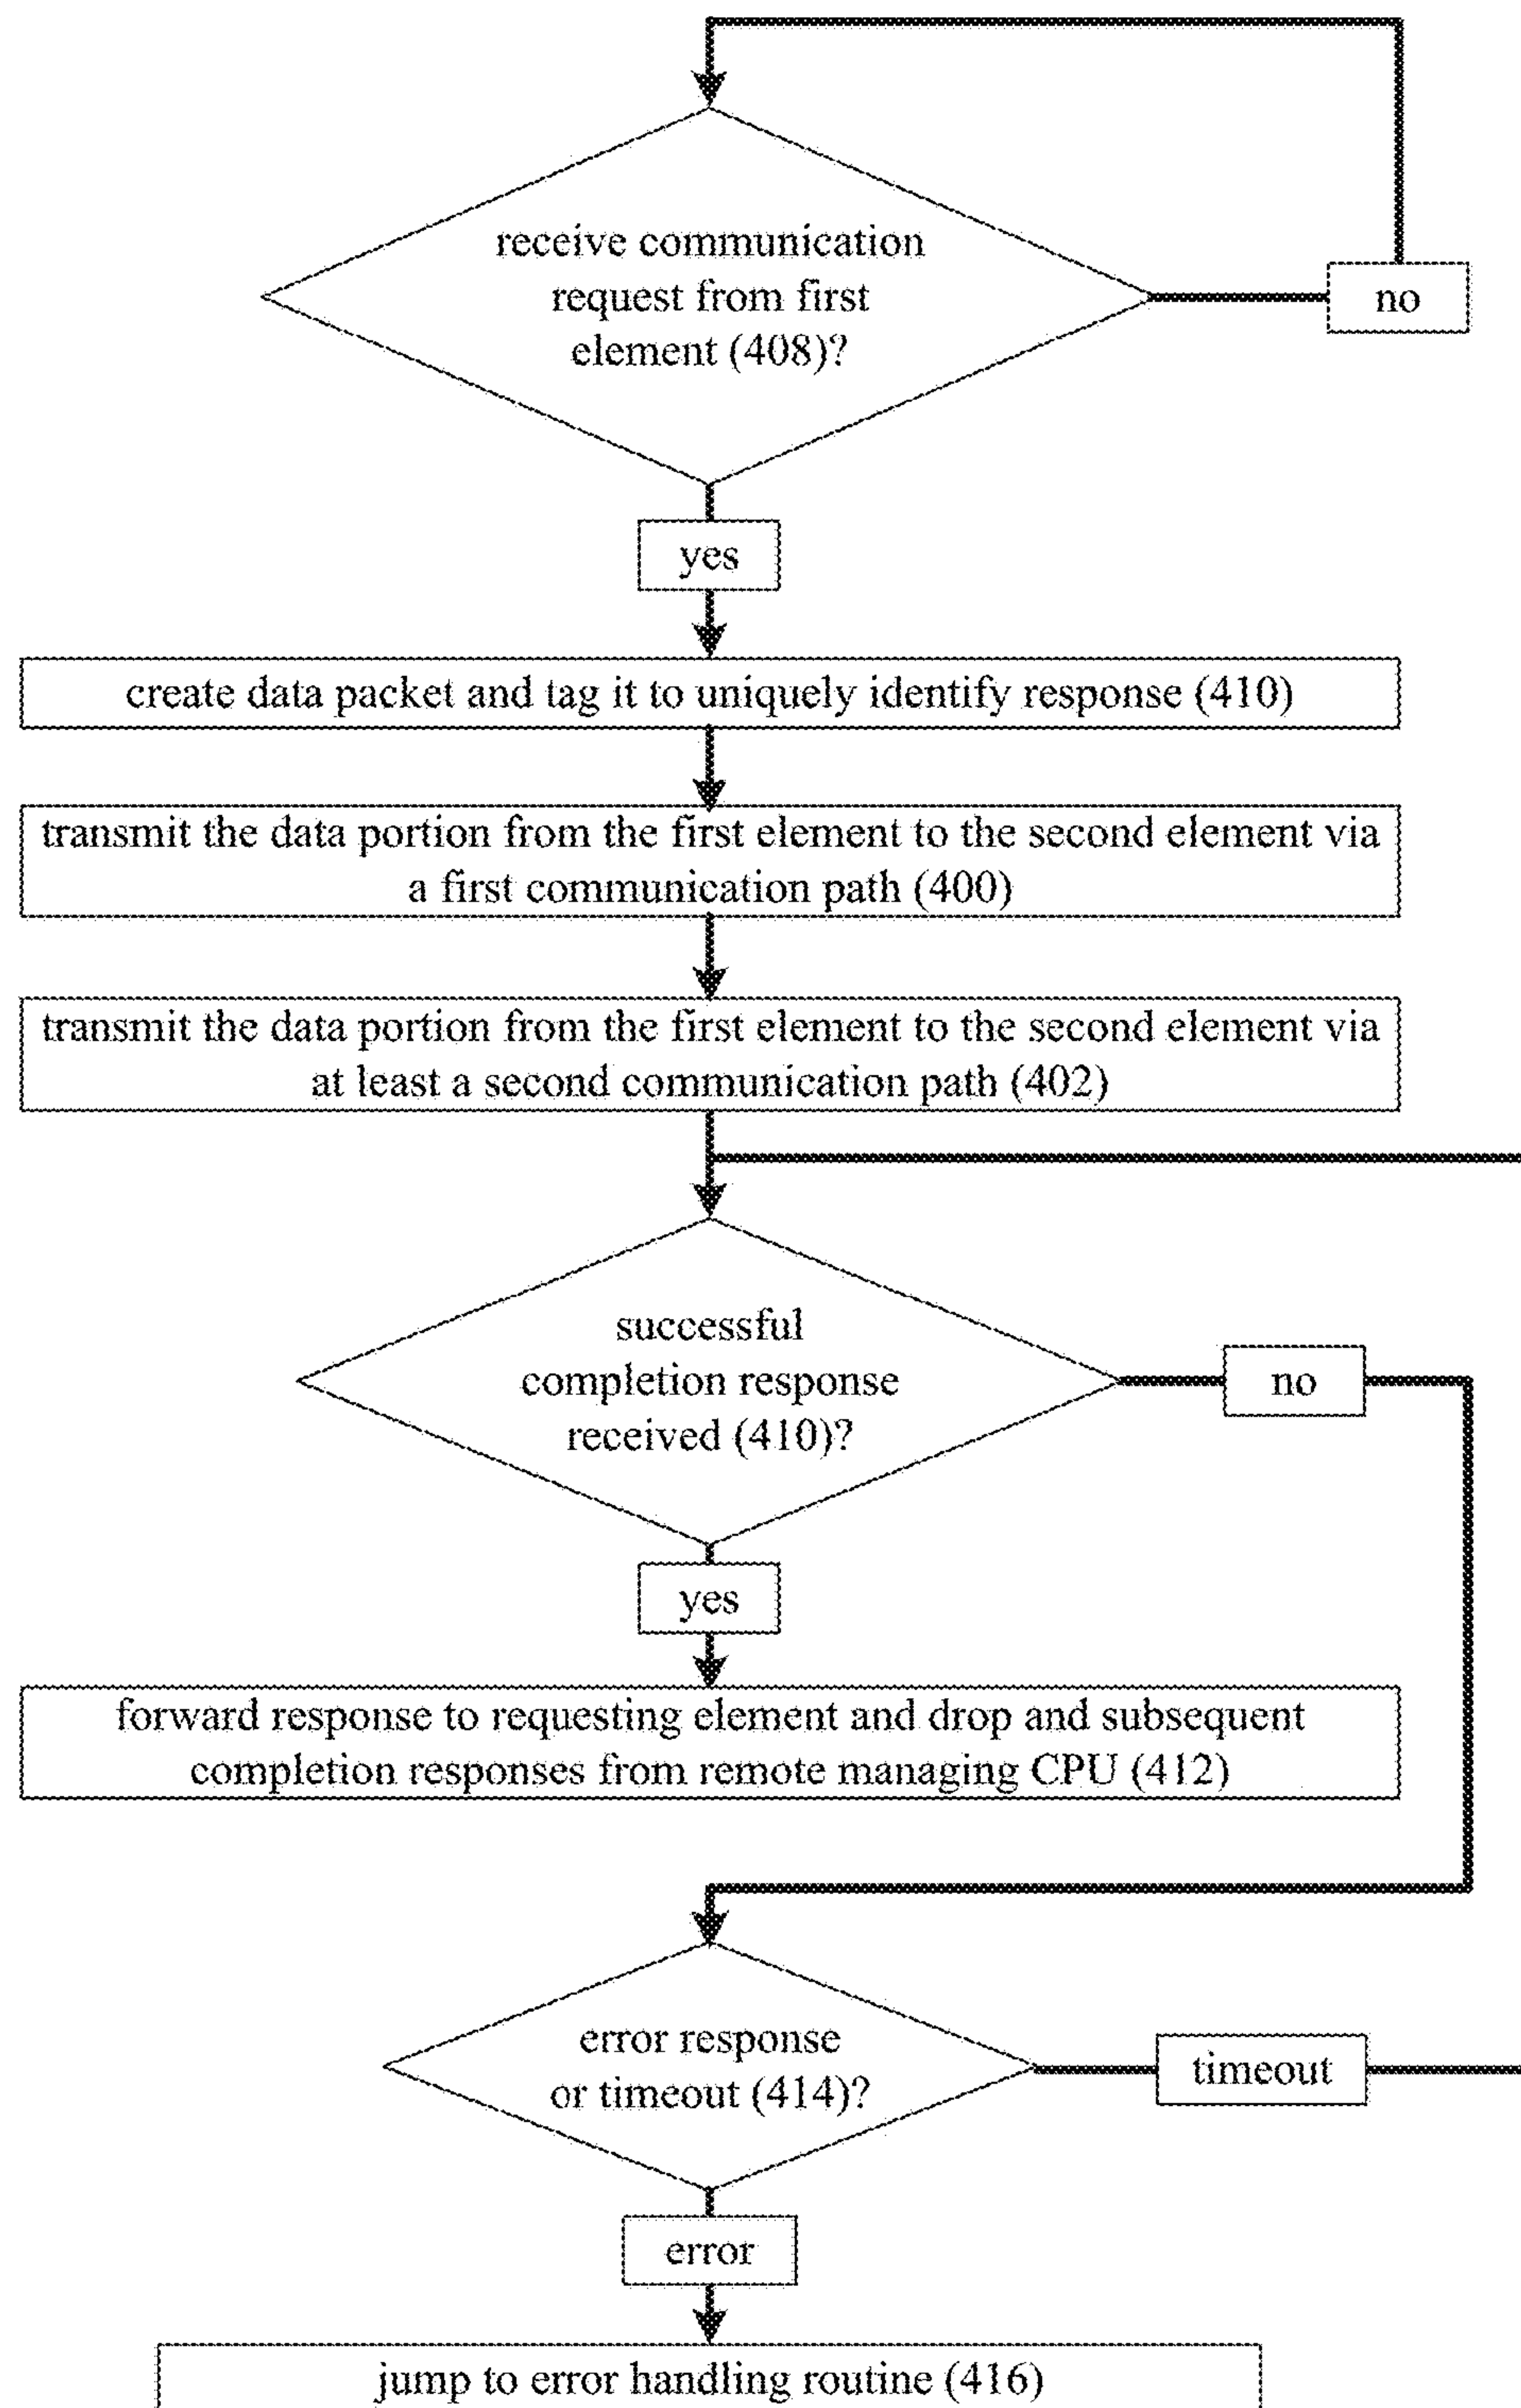 receive communication
request from first
element (408)?
no
yes
create data packet and tag it to uniquely identify response (410)
transmit the data portion from the first element to the second element via
a first communication path (400)
transmit the data portion from the first element to the second element via
at least a second communication path (402)
successful
completion response
received (410)?
no
yes
forward response to requesting element and drop and subsequent
completion responses from remote managing CPU (412)
error response
or timeout (414)?
timeout
error
jump to error handling routine (416)